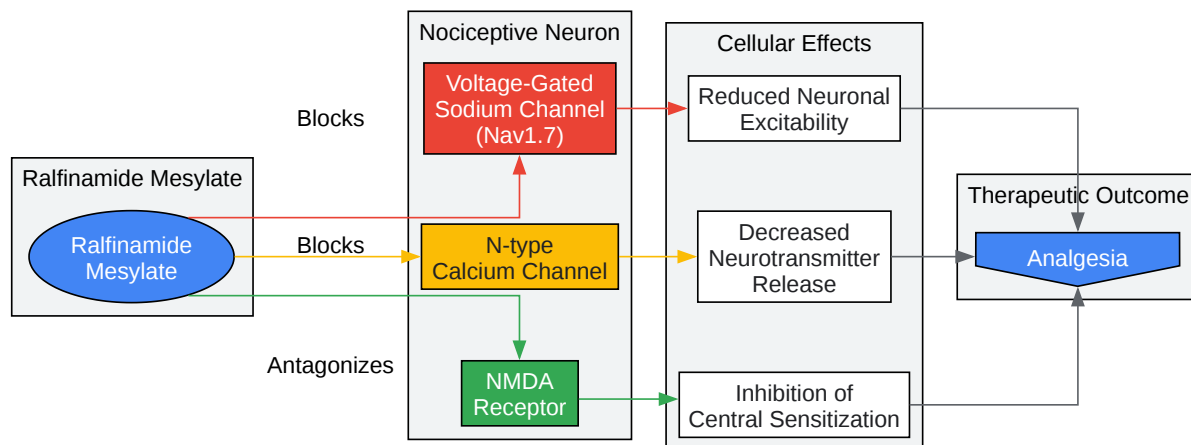 Ralfinamide Mesylate
Ralfinamide
Mesylate
Blocks
Blocks
Antagonizes
Nociceptive Neuron
Voltage-Gated
Sodium Channel
(Nav1.7)
N-type
Calcium Channel
NMDA
Receptor
Cellular Effects
Reduced Neuronal
Excitability
Decreased
Neurotransmitter
Release
Inhibition of
Central Sensitization
Therapeutic Outcome
Analgesia